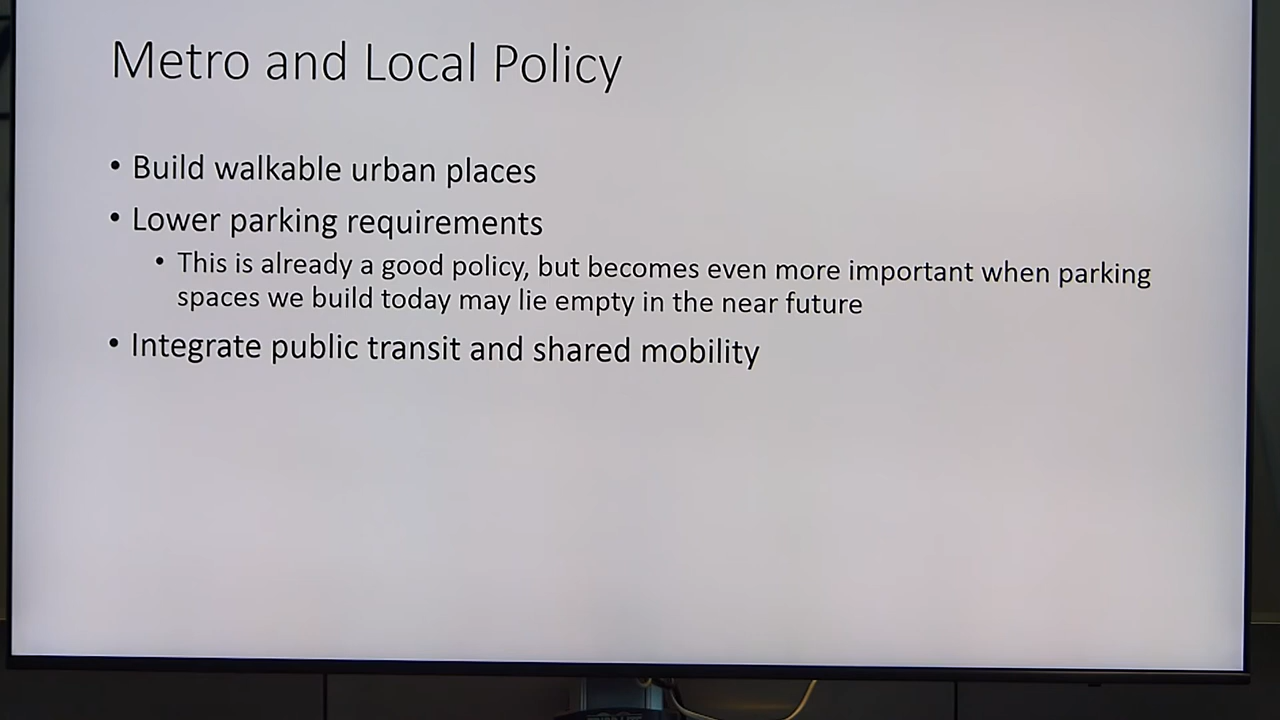 Metro and Local Policy
• Build walkable urban places
• Lower parking requirements
• This is already a good policy, but becomes even more important when parking
spaces we build today may lie empty in the near future
• Integrate public transit and shared mobility